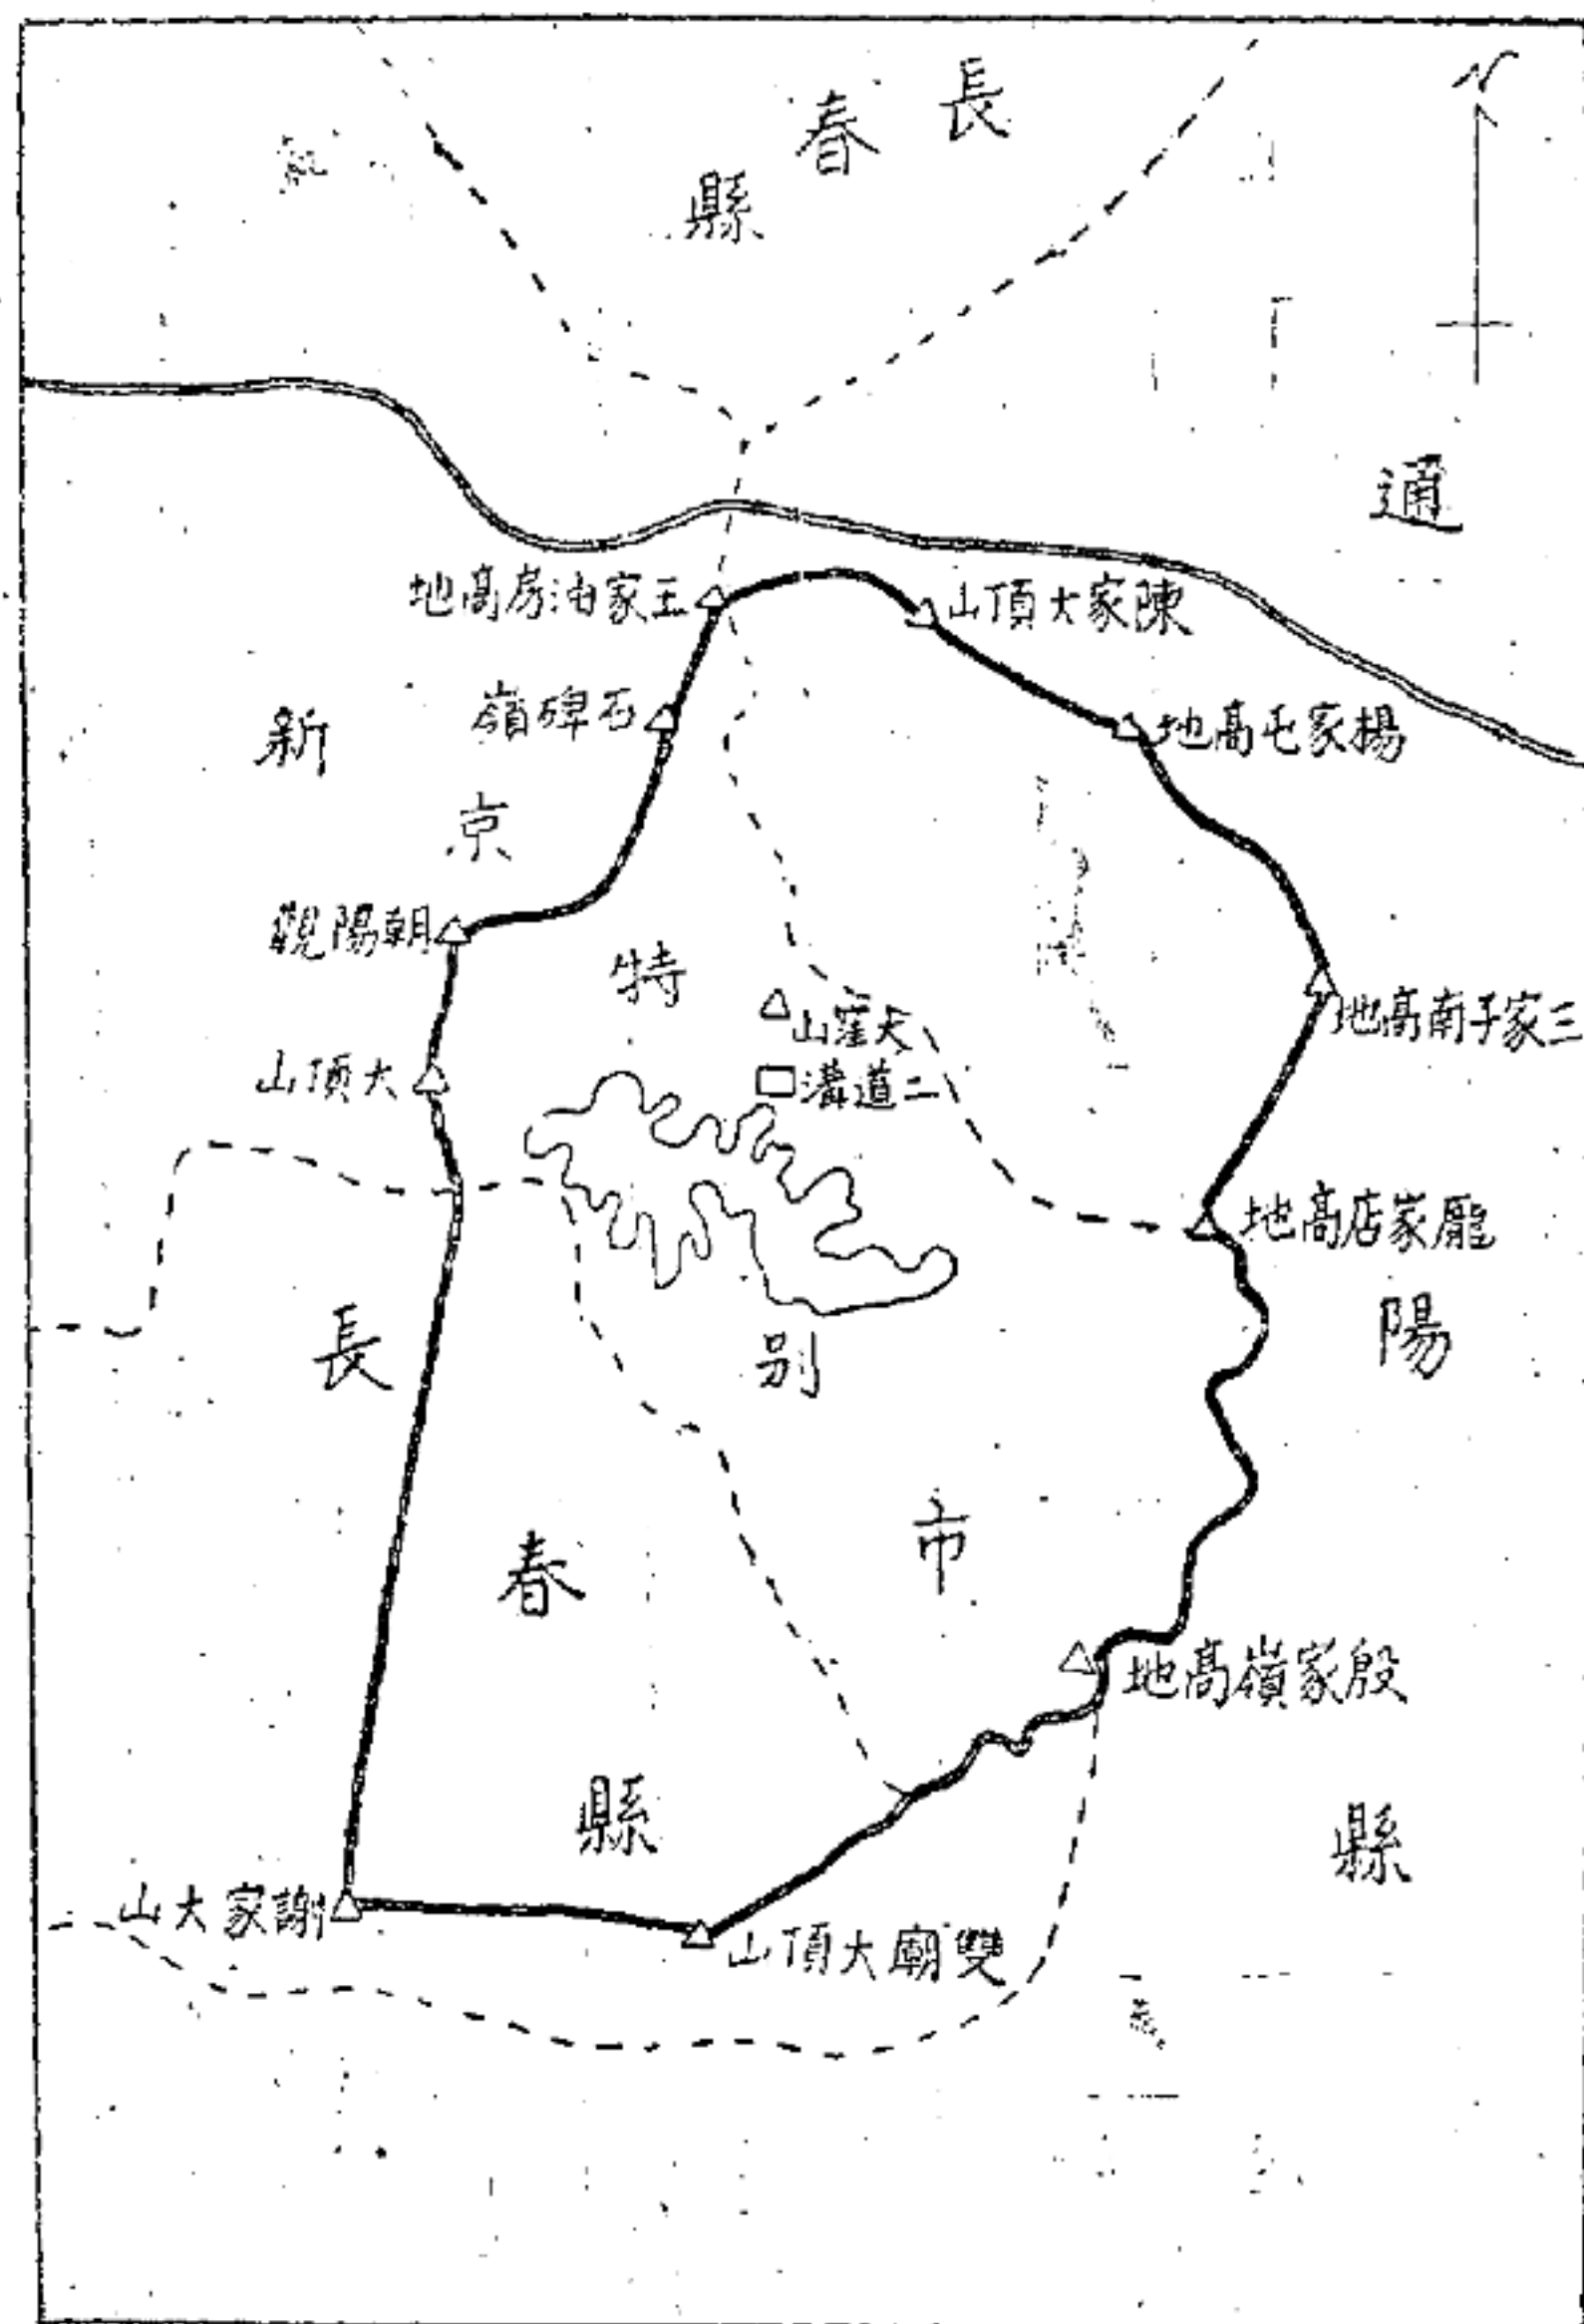 長春縣
N
通陽縣
新京特別市
長春縣
王家油房高地
陳家大頂山
石碑嶺
揚家屯高地
朝陽觀
三家子南高地
大頂山
天窪山
二道溝
龐家店高地
殷家嶺高地
謝家大山
雙廟大頂山